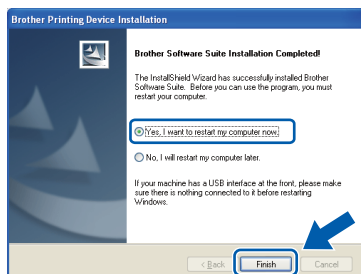 Brother Printing Device Installation
Brother Software Suite Installation Completed!
The InstallShield Wizard has successfully installed Brother
Software Suite. Before you can use the program, you must
restart your computer.
Yes, I want to restart my computer now.
No, I will restart my computer later.
If your machine has a USB interface at the front, please make
sure there is nothing connected to it before restarting
Windows.
< Back Finish Cancel